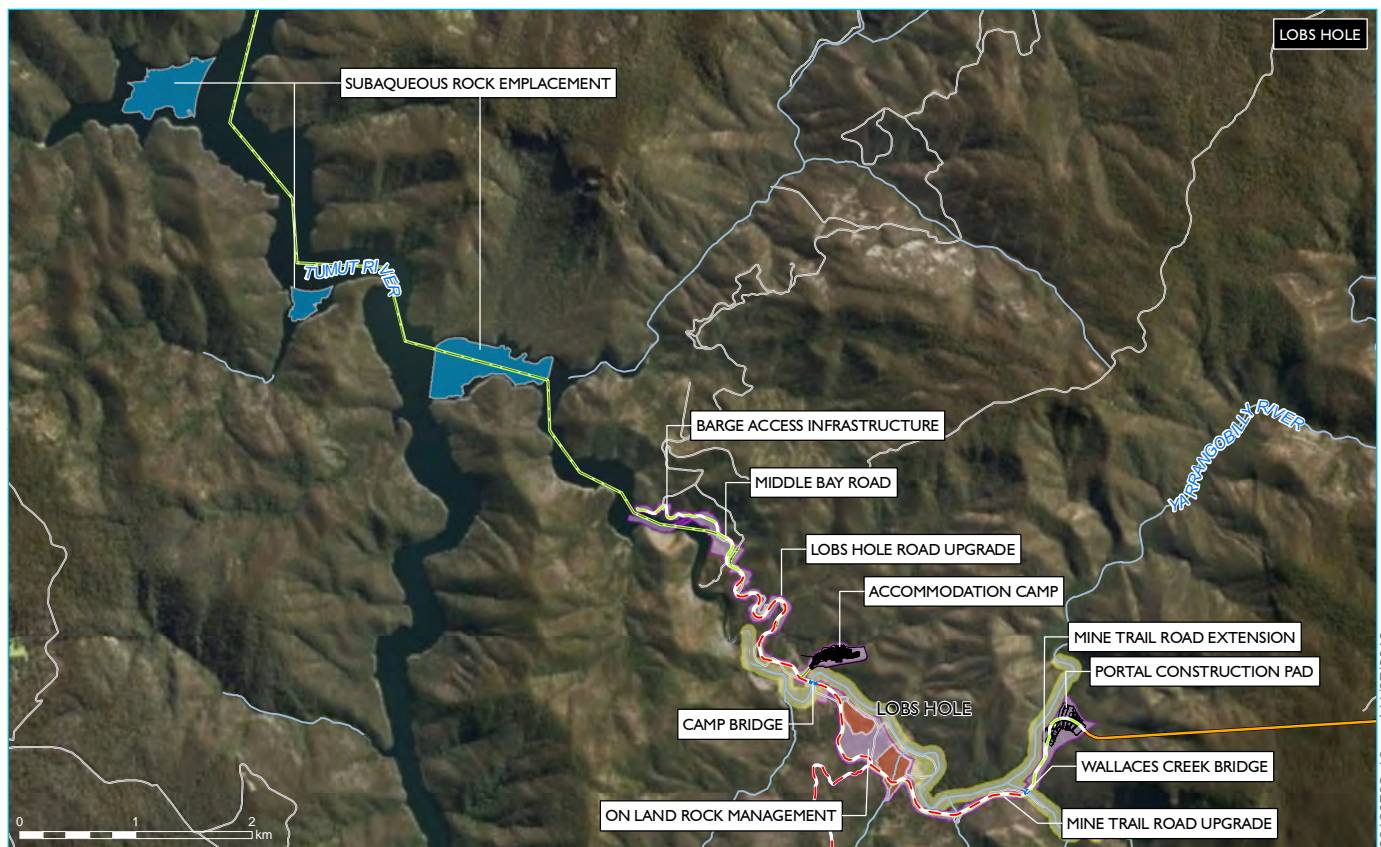 LOBS HOLE
SUBAQUEOUS ROCK EMPLACEMENT
TUMUT RIVER
YARRANGOBILLY RIVER
BARGE ACCESS INFRASTRUCTURE
MIDDLE BAY ROAD
LOBS HOLE ROAD UPGRADE
ACCOMMODATION CAMP
MINE TRAIL ROAD EXTENSION
PORTAL CONSTRUCTION PAD
LOBS HOLE
CAMP BRIDGE
WALLACES CREEK BRIDGE
ON LAND ROCK MANAGEMENT
MINE TRAIL ROAD UPGRADE
0 1 2
km